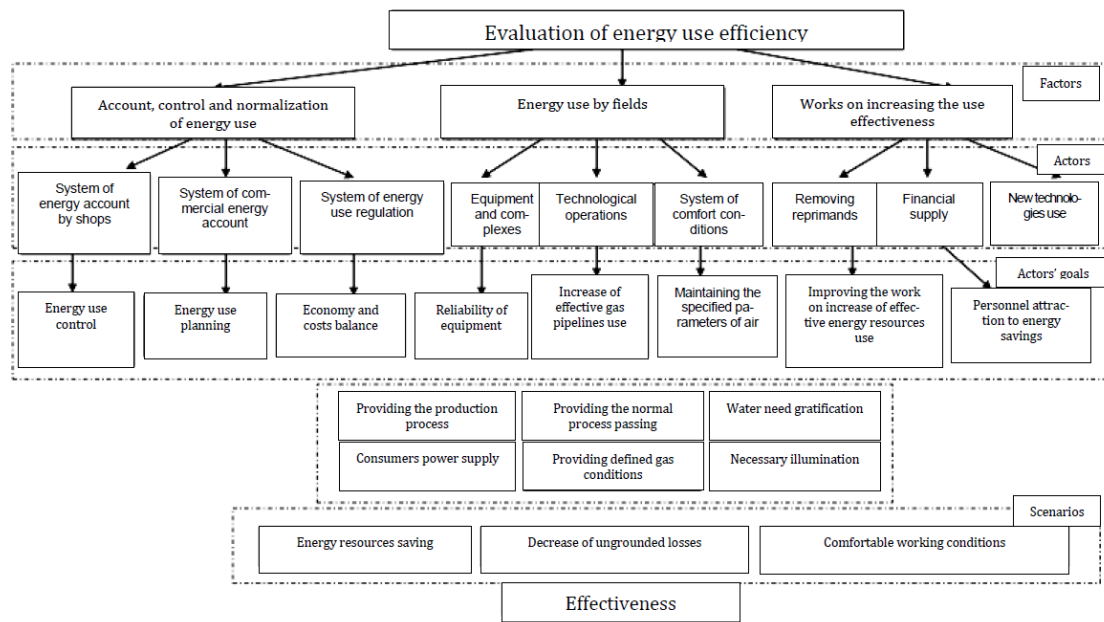 Evaluation of energy use efficiency
Factors
Account, control and normalization
of energy use
Energy use by fields
Works on increasing the use
effectiveness
Actors
System of
energy account
by shops
System of com-
mercial energy
account
System of energy
use regulation
Equipment
and com-
plexes
Technological
operations
System of
comfort con-
ditions
Removing reprimands
Financial
supply
New technolo-
gies use
Actors' goals
Energy use
control
Energy use
planning
Economy and
costs balance
Reliability of
equipment
Increase of
effective gas
pipelines use
Maintaining the
specified pa-
rameters of air
Improving the work
on increase of effec-
tive energy resources
use
Personnel attrac-
tion to energy
savings
Providing the production
process
Providing the normal
process passing
Water need gratification
Consumers power supply
Providing defined gas
conditions
Necessary illumination
Scenarios
Energy resources saving
Decrease of ungrounded losses
Comfortable working conditions
Effectiveness